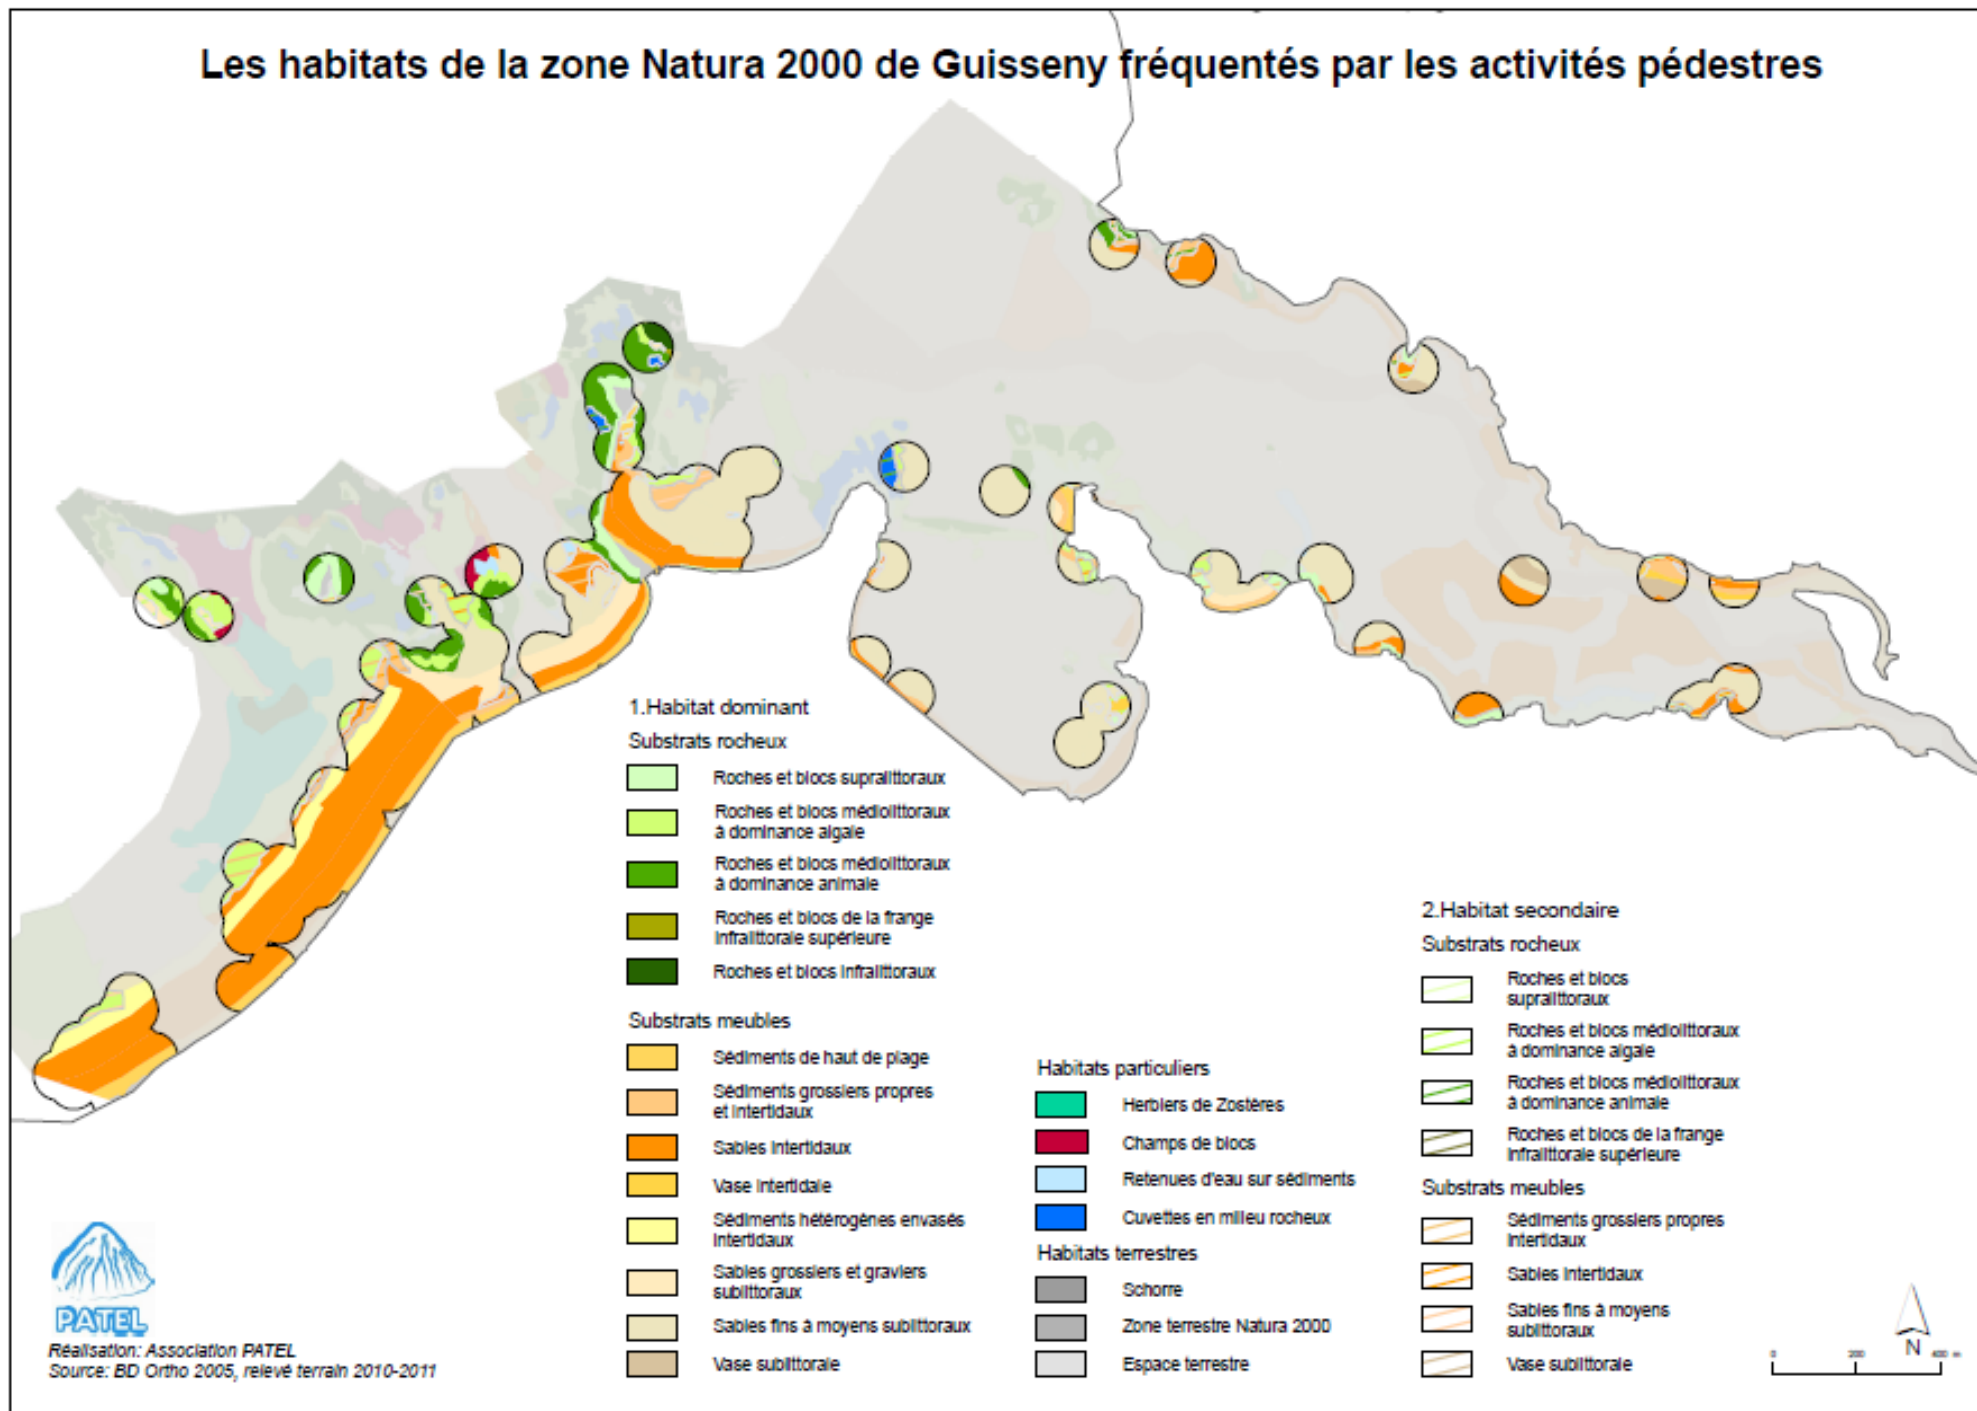 Les habitats de la zone Natura 2000 de Guisseny fréquentés par les activités pédestres
1.Habitat dominant
Substrats rocheux
Roches et blocs supralittoraux
Roches et blocs médiolittoraux
à dominance algale
Roches et blocs médiolittoraux
à dominance animale
Roches et blocs de la frange
infralittorale supérieure
Roches et blocs infralittoraux
Substrats meubles
Sédiments de haut de plage
Sédiments grossiers propres
et intertidaux
Sables intertidaux
Vase intertidale
Sédiments hétérogènes envasés
intertidaux
Sables grossiers et graviers
sublittoraux
Sables fins à moyens sublittoraux
Vase sublittorale
Habitats particuliers
Herbiers de Zostères
Champs de blocs
Retenues d'eau sur sédiments
Cuvettes en milieu rocheux
Habitats terrestres
Schorre
Zone terrestre Natura 2000
Espace terrestre
2.Habitat secondaire
Substrats rocheux
Roches et blocs
supralittoraux
Roches et blocs médiolittoraux
à dominance algale
Roches et blocs médiolittoraux
à dominance animale
Roches et blocs de la frange
infralittorale supérieure
Substrats meubles
Sédiments grossiers propres
intertidaux
Sables intertidaux
Sables fins à moyens
sublittoraux
Vase sublittorale
PATEL
Réalisation: Association PATEL
Source: BD Ortho 2005, relevé terrain 2010-2011
N
0 200 400 m